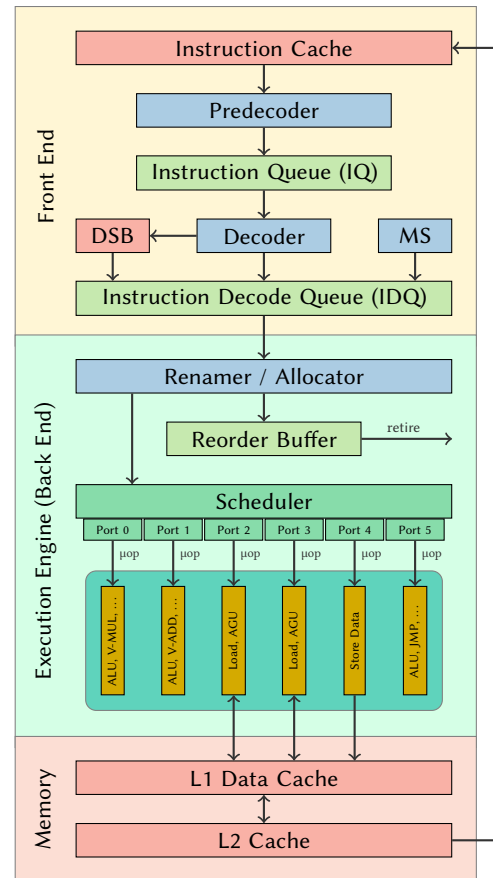 Front End
Instruction Cache
Predecoder
Instruction Queue (IQ)
DSB
Decoder
MS
Instruction Decode Queue (IDQ)
Execution Engine (Back End)
Renamer / Allocator
Reorder Buffer
retire
Scheduler
Port 0
Port 1
Port 2
Port 3
Port 4
Port 5
μop
μop
μop
μop
μop
μop
ALU, V-MUL, …
ALU, V-ADD, …
Load, AGU
Load, AGU
Store Data
ALU, JMP, …
Memory
L1 Data Cache
L2 Cache